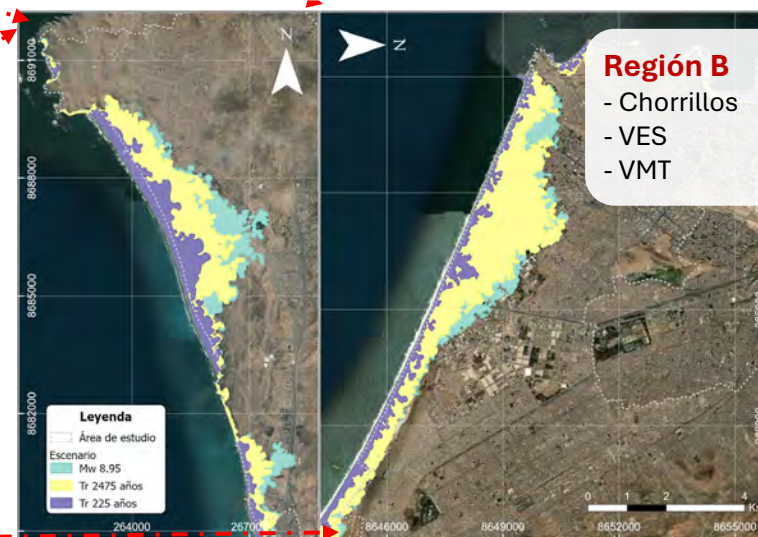 N
8691000
8688000
8685000
8682000
Leyenda
Área de estudio
Escenario
Mw 8.95
Tr 2475 años
Tr 225 años
264000
267000
N
Región B
- Chorrillos
- VES
- VMT
0 1 2 4
Km
8646000
8649000
8652000
8655000